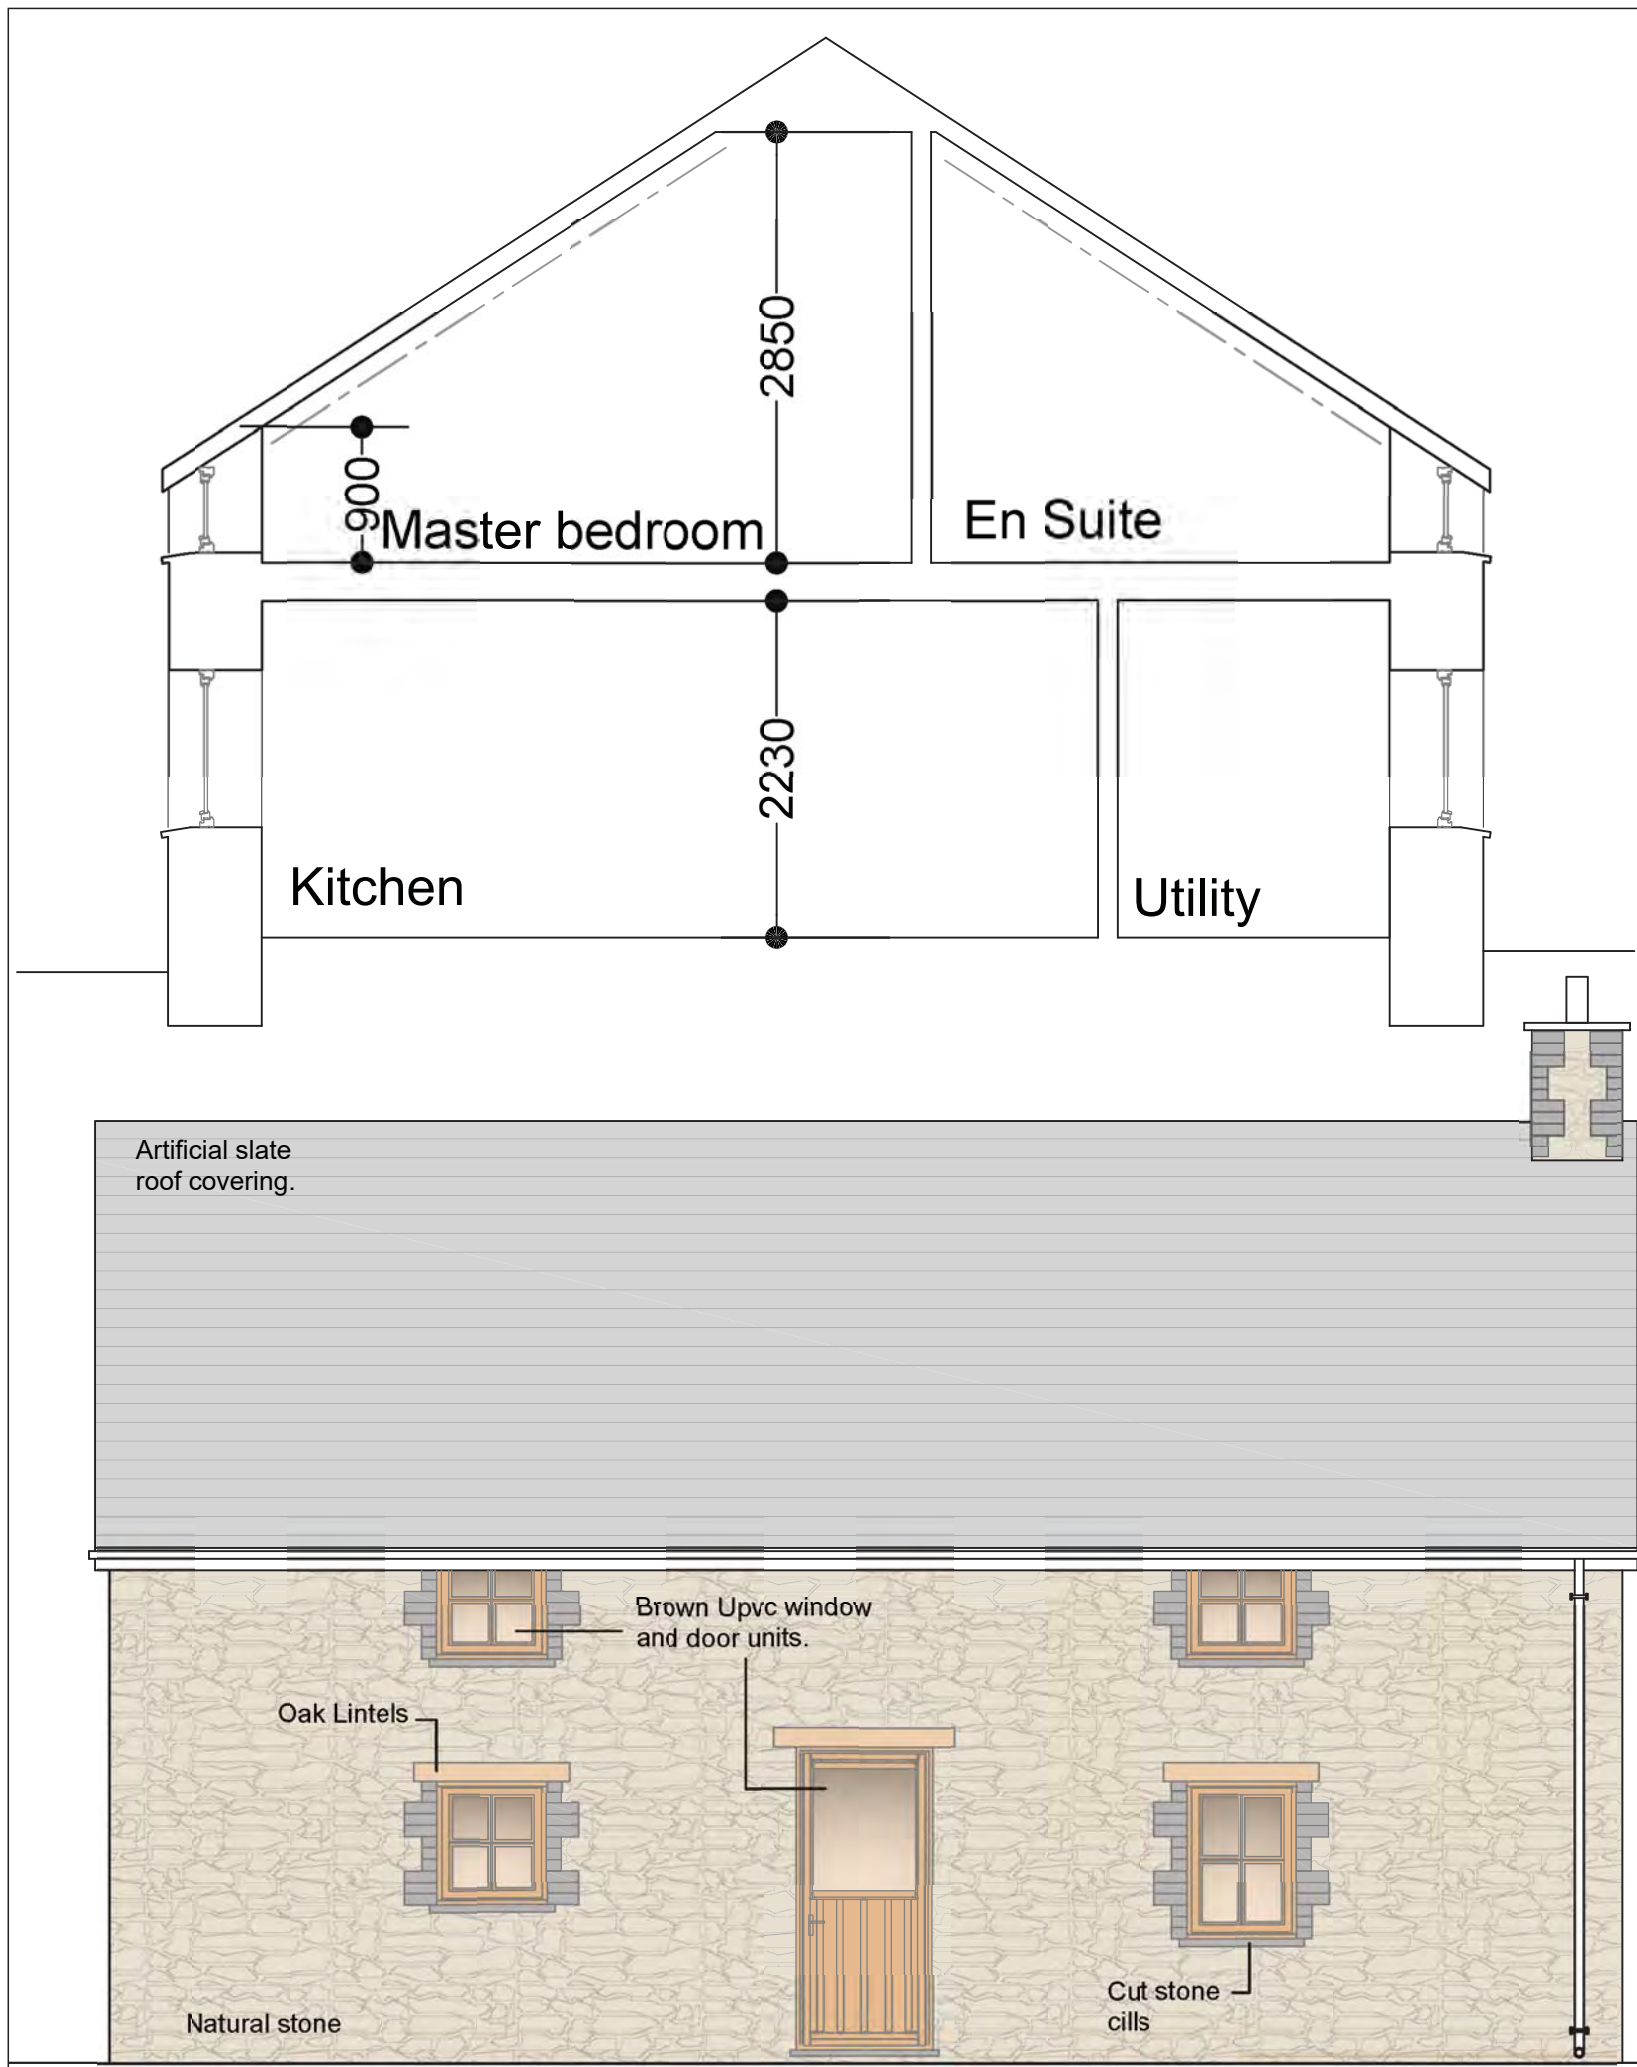 2850
900
Master bedroom
En Suite
2230
Kitchen
Utility
Artificial slate
roof covering.
Brown Upvc window
and door units.
Oak Lintels
Cut stone
cills
Natural stone